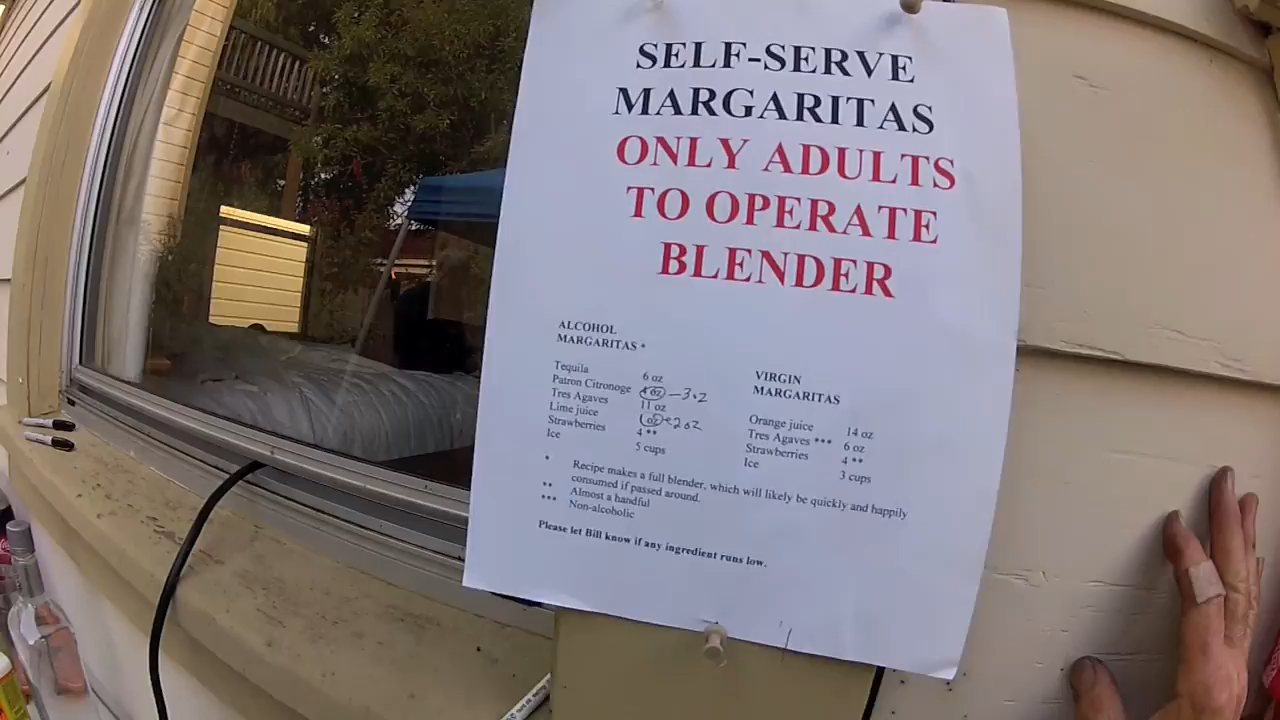 SELF-SERVE
MARGARITAS
ONLY ADULTS
TO OPERATE
BLENDER
ALCOHOL
MARGARITAS *
Tequila 6 oz
Patron Citronoge 4 oz – 3 oz
Tres Agaves 11 oz
Lime juice 1 oz 2 oz
Strawberries 4 **
Ice 5 cups
VIRGIN
MARGARITAS
Orange juice 14 oz
Tres Agaves *** 6 oz
Strawberries 4 **
Ice 3 cups
* Recipe makes a full blender, which will likely be quickly and happily
consumed if passed around.
** Almost a handful
*** Non-alcoholic
Please let Bill know if any ingredient runs low.